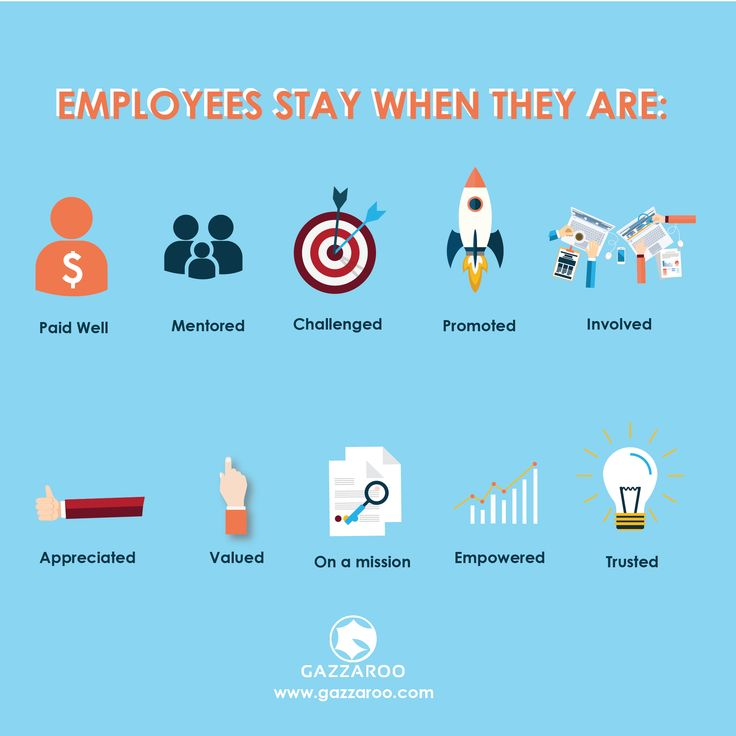 EMPLOYEES STAY WHEN THEY ARE:
$
Paid Well
Mentored
Challenged
Promoted
Involved
Appreciated
Valued
On a mission
Empowered
Trusted
GAZZAROO
www.gazzaroo.com